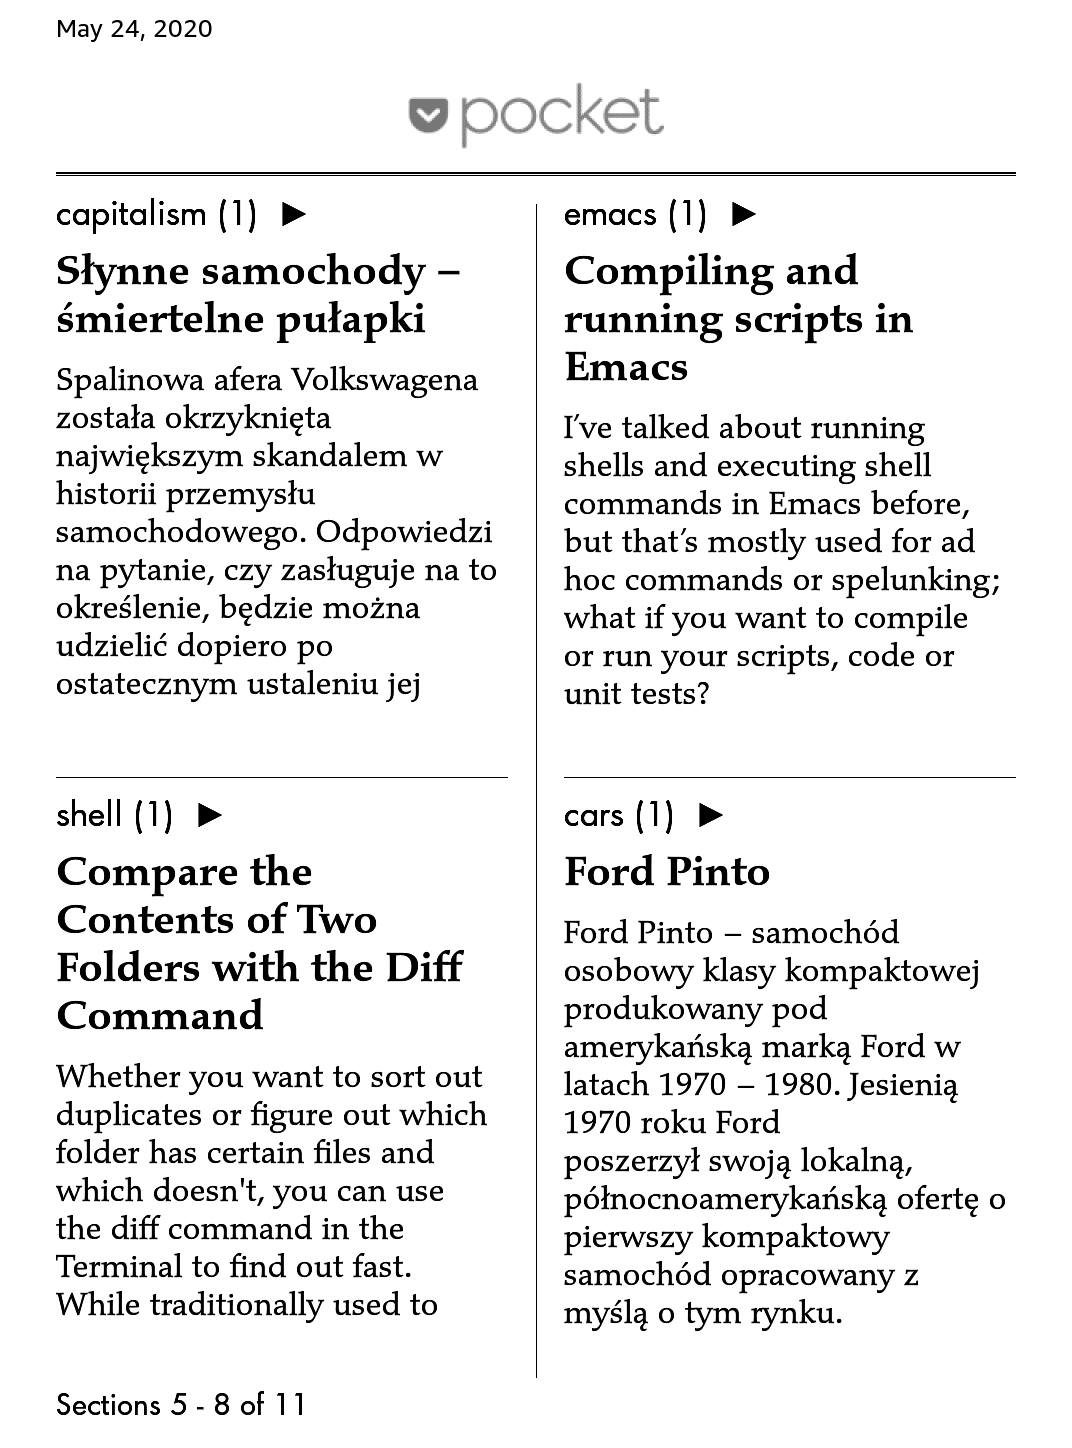 May 24, 2020
pocket
capitalism (1) ▶
Słynne samochody –
śmiertelne pułapki
Spalinowa afera Volkswagena
została okrzyknięta
największym skandalem w
historii przemysłu
samochodowego. Odpowiedzi
na pytanie, czy zasługuje na to
określenie, będzie można
udzielić dopiero po
ostatecznym ustaleniu jej
emacs (1) ▶
Compiling and
running scripts in
Emacs
I’ve talked about running
shells and executing shell
commands in Emacs before,
but that’s mostly used for ad
hoc commands or spelunking;
what if you want to compile
or run your scripts, code or
unit tests?
shell (1) ▶
Compare the
Contents of Two
Folders with the Diff
Command
Whether you want to sort out
duplicates or figure out which
folder has certain files and
which doesn't, you can use
the diff command in the
Terminal to find out fast.
While traditionally used to
cars (1) ▶
Ford Pinto
Ford Pinto – samochód
osobowy klasy kompaktowej
produkowany pod
amerykańską marką Ford w
latach 1970 – 1980. Jesienią
1970 roku Ford
poszerzył swoją lokalną,
północnoamerykańską ofertę o
pierwszy kompaktowy
samochód opracowany z
myślą o tym rynku.
Sections 5 - 8 of 11